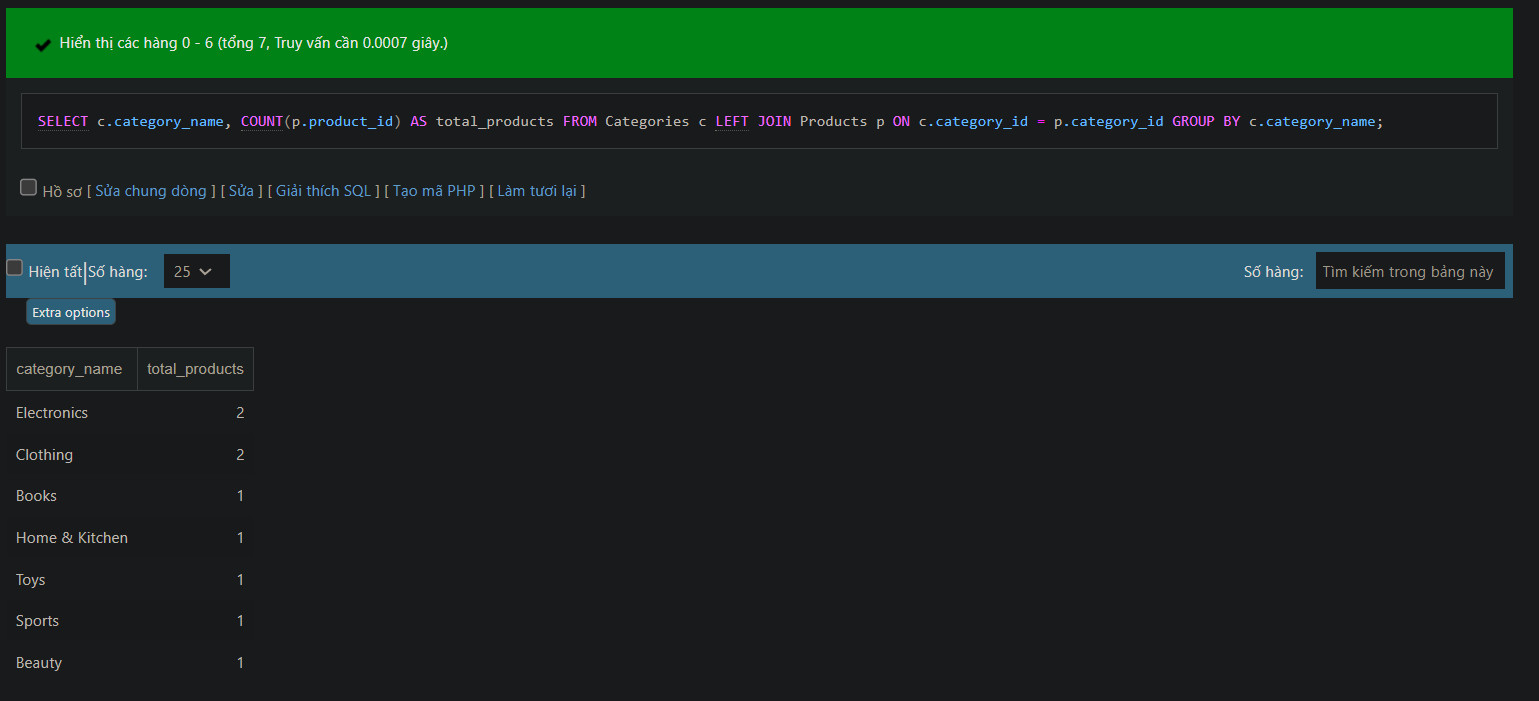 Hiển thị các hàng 0 - 6 (tổng 7, Truy vấn cần 0.0007 giây.)
SELECT c.category_name, COUNT(p.product_id) AS total_products FROM Categories c LEFT JOIN Products p ON c.category_id = p.category_id GROUP BY c.category_name;
Hồ sơ [ Sửa chung dòng ] [ Sửa ] [ Giải thích SQL ] [ Tạo mã PHP ] [ Làm tươi lại ]
Hiện tất Số hàng: 25 Số hàng: Tìm kiếm trong bảng này
Extra options
category_name total_products
Electronics 2
Clothing 2
Books 1
Home & Kitchen 1
Toys 1
Sports 1
Beauty 1